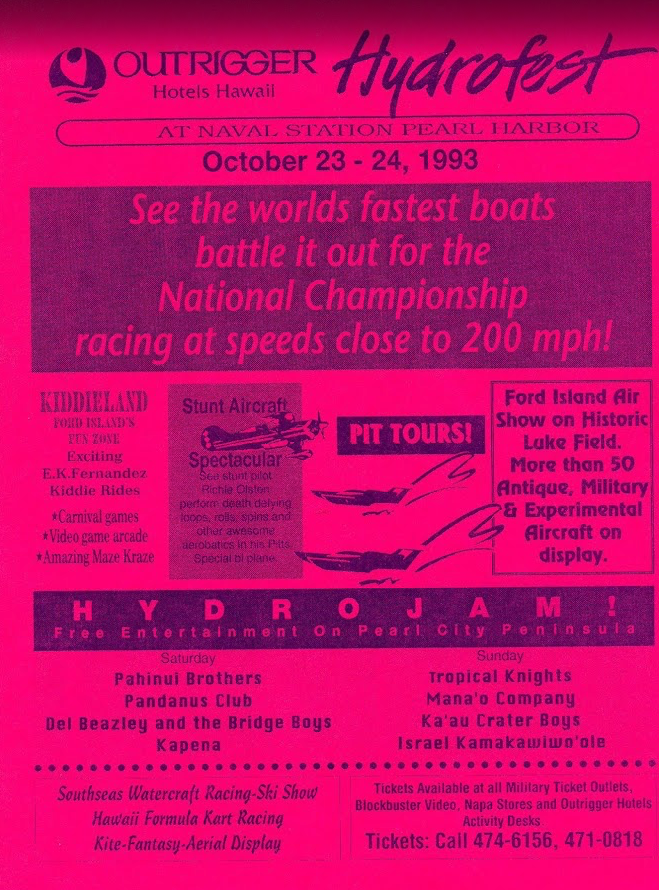 OUTRIGGER
Hotels Hawaii
Hydrofest
AT NAVAL STATION PEARL HARBOR
October 23 - 24, 1993
See the worlds fastest boats
battle it out for the
National Championship
racing at speeds close to 200 mph!
KIDDIELAND
FORD ISLAND'S
FUN ZONE
Exciting
E.K.Fernandez
Kiddie Rides
★Carnival games
★Video game arcade
★Amazing Maze Kraze
Stunt Aircraft
Spectacular
See stunt pilot
Richie Olsten
perform death defying
loops, rolls, spins and
other awesome
aerobatics in his Pitts
Special bi plane.
PIT TOURS!
Ford Island Air
Show on Historic
Luke Field.
More than 50
Antique, Military
& Experimental
Aircraft on
display.
HYDROJAM!
Free Entertainment On Pearl City Peninsula
Saturday
Pahinui Brothers
Pandanus Club
Del Beazley and the Bridge Boys
Kapena
Sunday
Tropical Knights
Mana'o Company
Ka'au Crater Boys
Israel Kamakawiwo'ole
Southseas Watercraft Racing-Ski Show
Hawaii Formula Kart Racing
Kite-Fantasy-Aerial Display
Tickets Available at all Military Ticket Outlets,
Blockbuster Video, Napa Stores and Outrigger Hotels
Activity Desks
Tickets: Call 474-6156, 471-0818